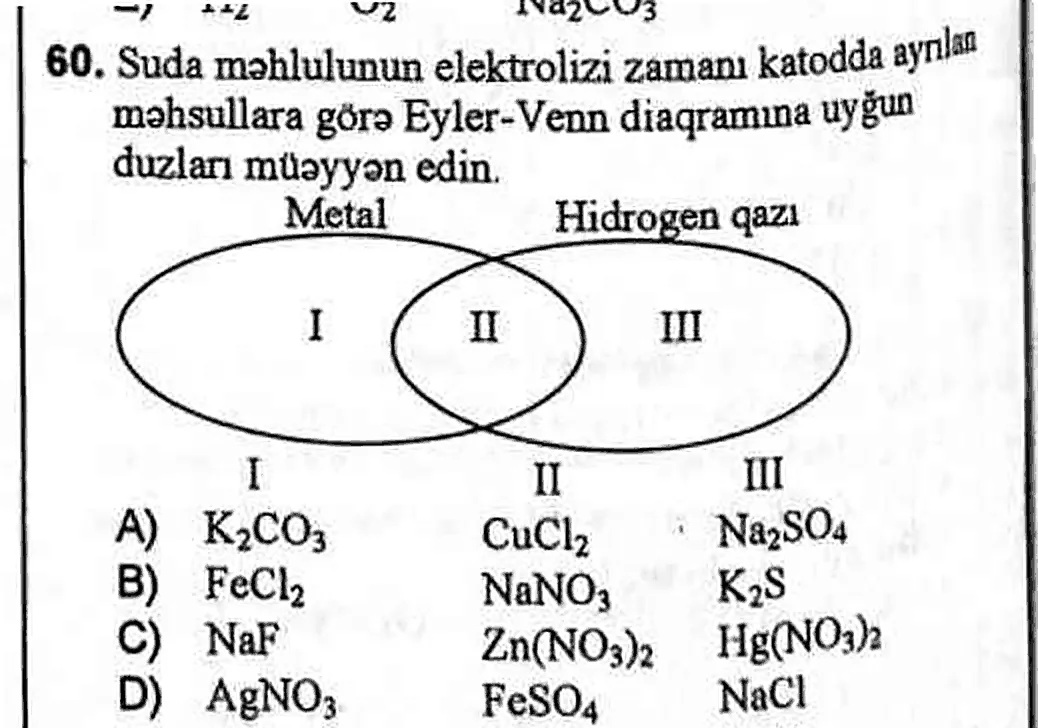 Na₂CO₃
60. Suda məhlulunun elektrolizi zamanı katodda ayrılan
məhsullara görə Eyler-Venn diaqramına uyğun
duzları müəyyən edin.
Metal Hidrogen qazı
I II III
I II III
A) K₂CO₃ CuCl₂ Na₂SO₄
B) FeCl₂ NaNO₃ K₂S
C) NaF Zn(NO₃)₂ Hg(NO₃)₂
D) AgNO₃ FeSO₄ NaCl